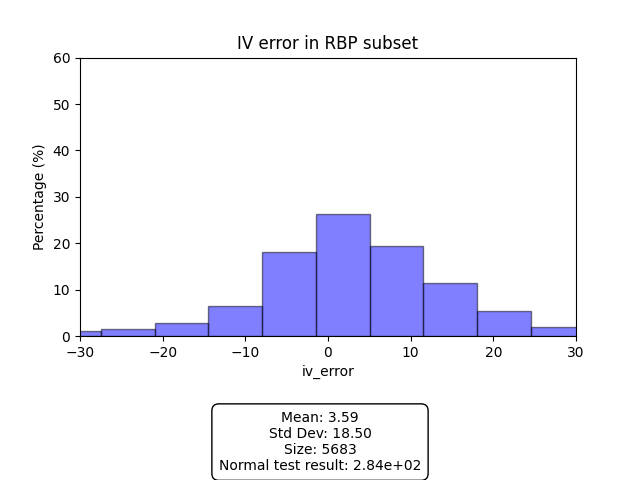 IV error in RBP subset
60
50
40
30
20
10
0
Percentage (%)
−30
−20
−10
0
10
20
30
iv_error
Mean: 3.59
Std Dev: 18.50
Size: 5683
Normal test result: 2.84e+02